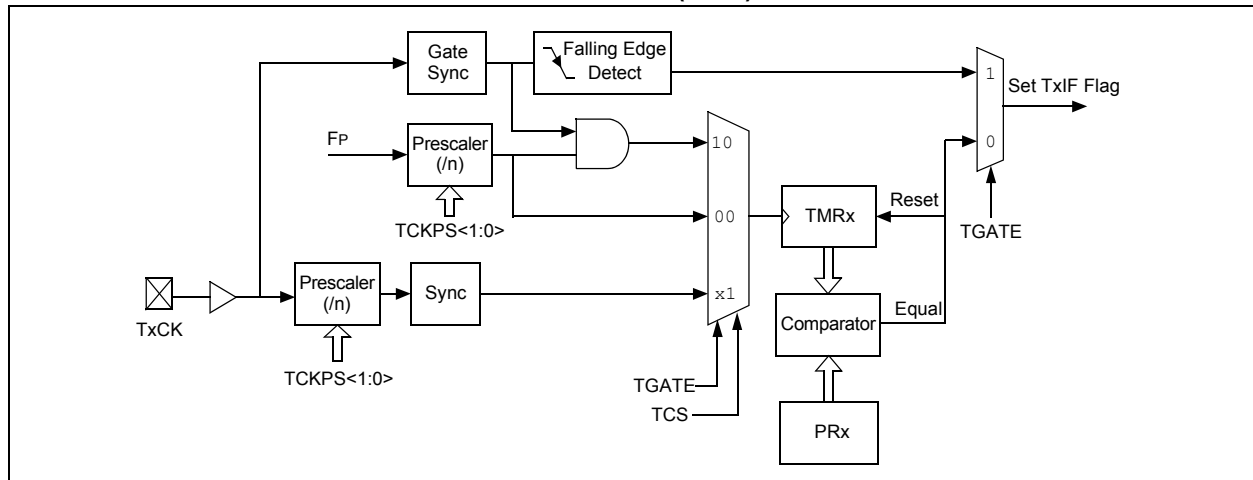 Gate
Sync
Falling Edge
Detect
1
Set TxIF Flag
0
FP
Prescaler
(/n)
10
TCKPS<1:0>
00
TMRx
Reset
TGATE
TxCK
Prescaler
(/n)
Sync
x1
TCKPS<1:0>
Comparator
Equal
TGATE
TCS
PRx